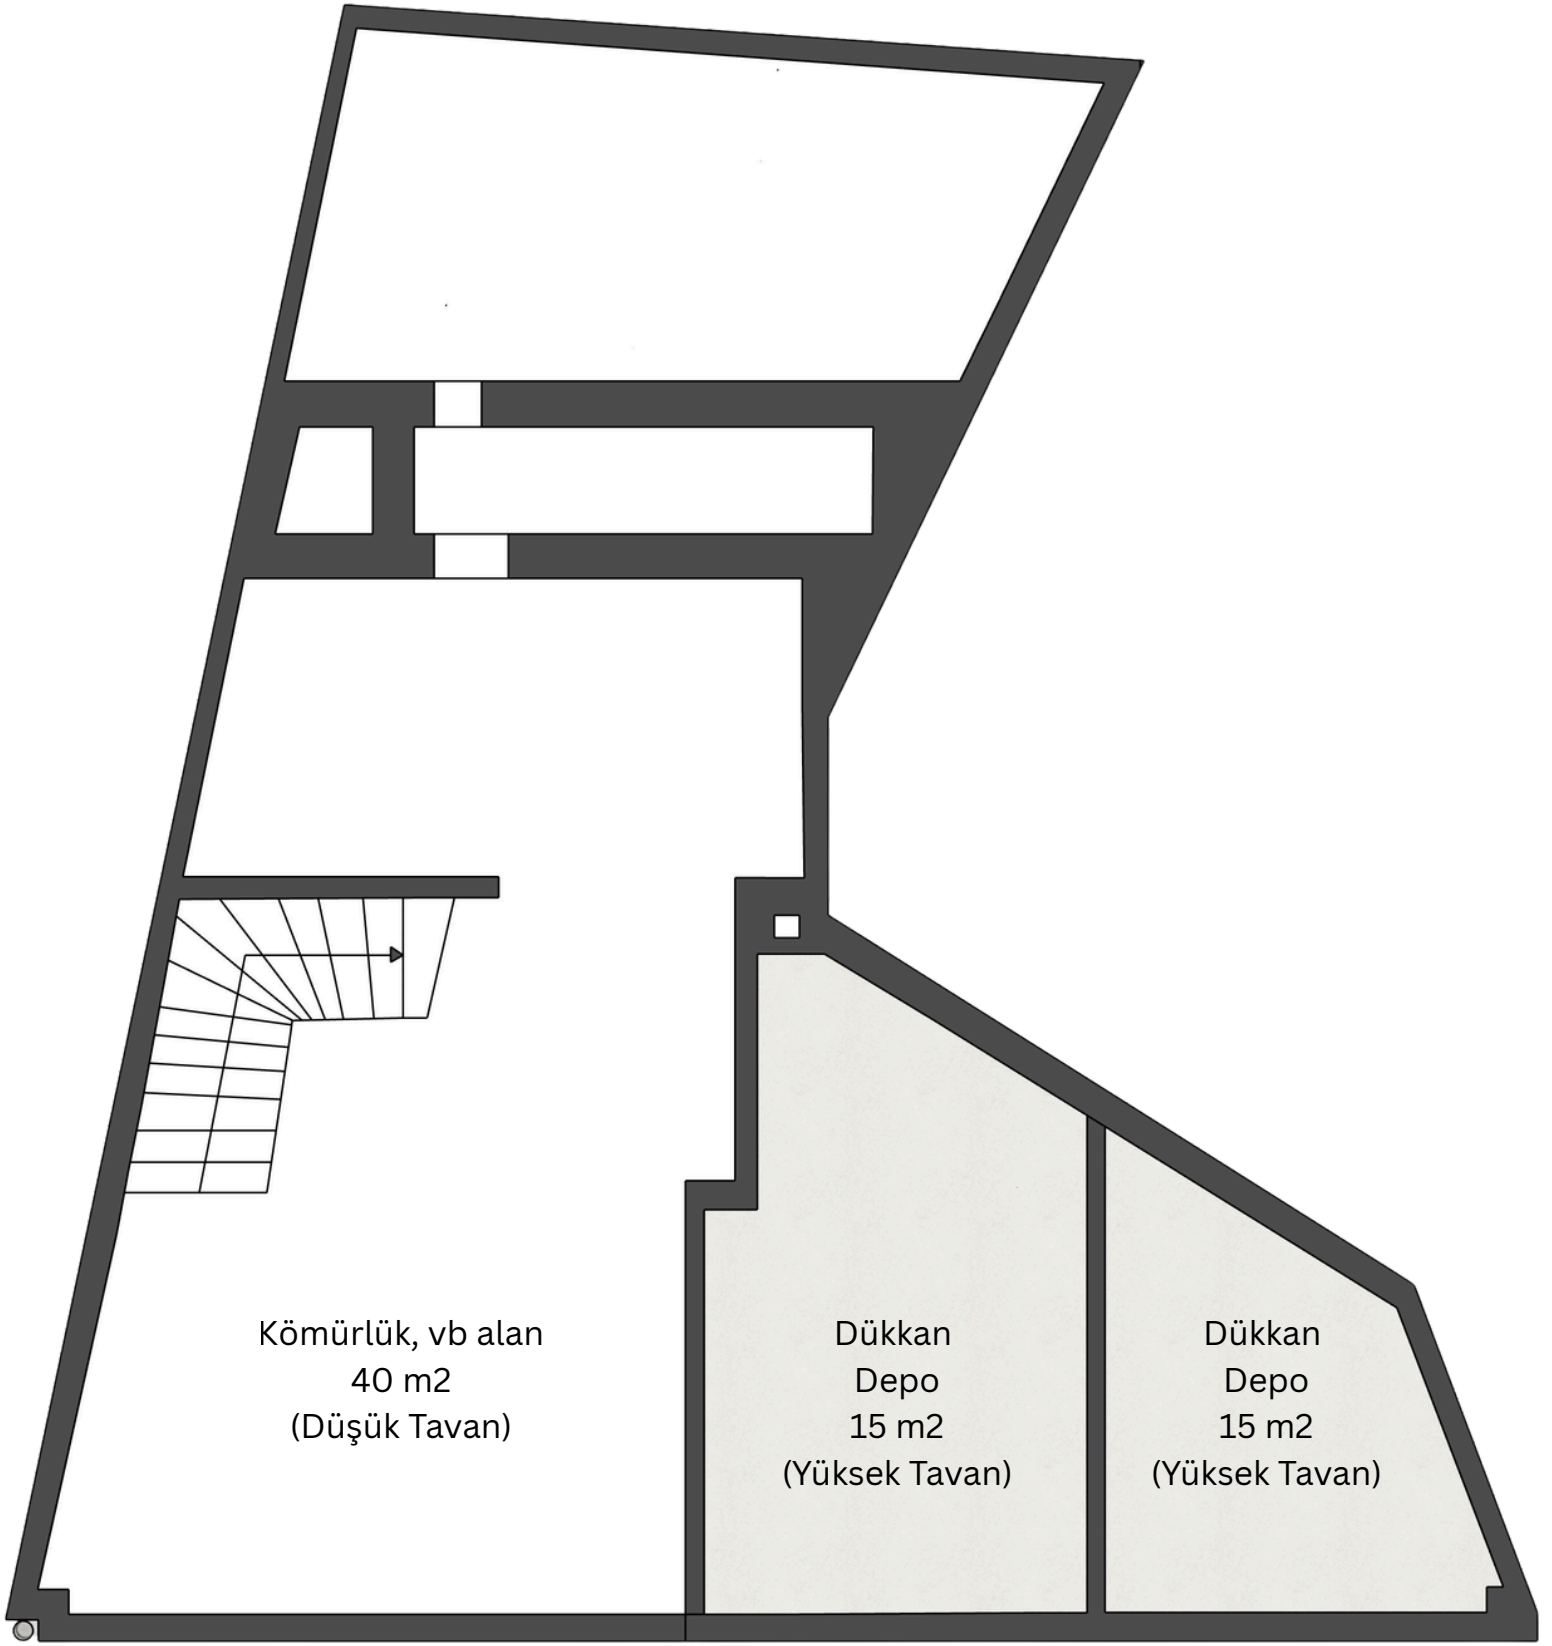 Kömürlük, vb alan
40 m2
(Düşük Tavan)
Dükkan
Depo
15 m2
(Yüksek Tavan)
Dükkan
Depo
15 m2
(Yüksek Tavan)